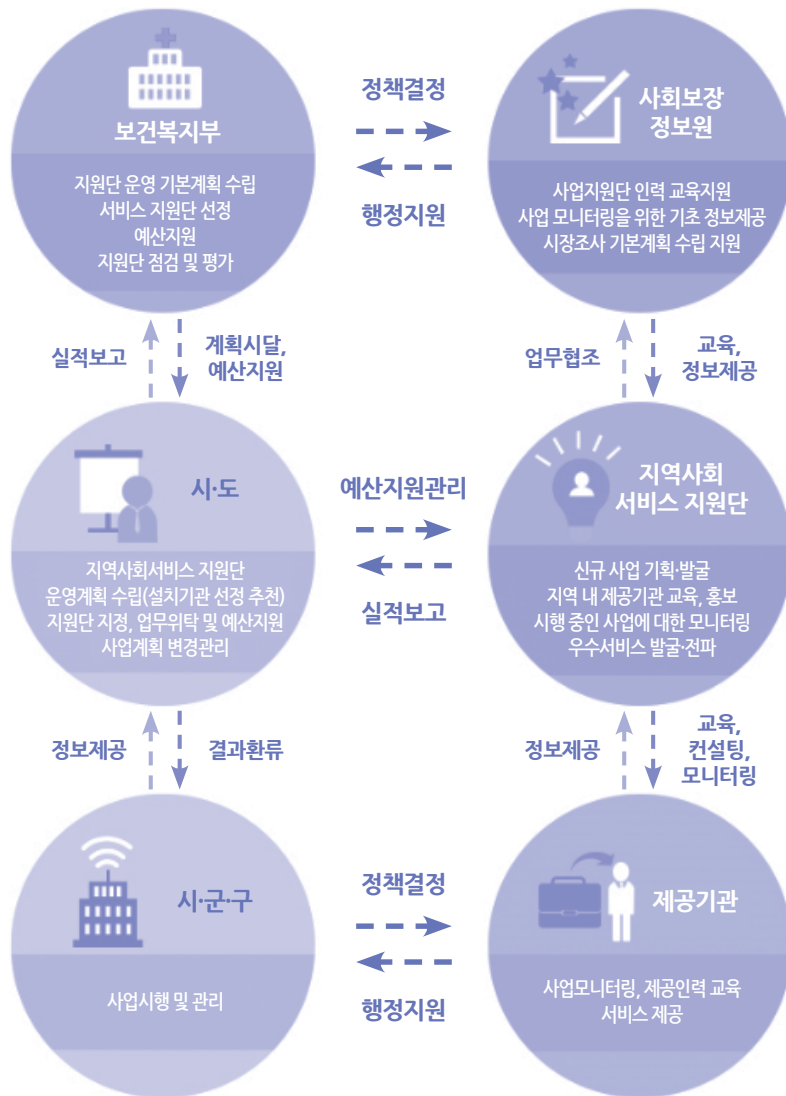 보건복지부
지원단 운영 기본계획 수립
서비스 지원단 선정
예산지원
지원단 점검 및 평가
정책결정
행정지원
사회보장
정보원
사업지원단 인력 교육지원
사업 모니터링을 위한 기초 정보제공
시장조사 기본계획 수립 지원
실적보고
계획시달,
예산지원
업무협조
교육,
정보제공
시·도
지역사회서비스 지원단
운영계획 수립(설치기관 선정 추천)
지원단 지정, 업무위탁 및 예산지원
사업계획 변경관리
예산지원관리
실적보고
지역사회
서비스 지원단
신규 사업 기획·발굴
지역 내 제공기관 교육, 홍보
시행 중인 사업에 대한 모니터링
우수서비스 발굴·전파
정보제공
결과환류
정보제공
교육,
컨설팅,
모니터링
시·군·구
사업시행 및 관리
정책결정
행정지원
제공기관
사업모니터링, 제공인력 교육
서비스 제공